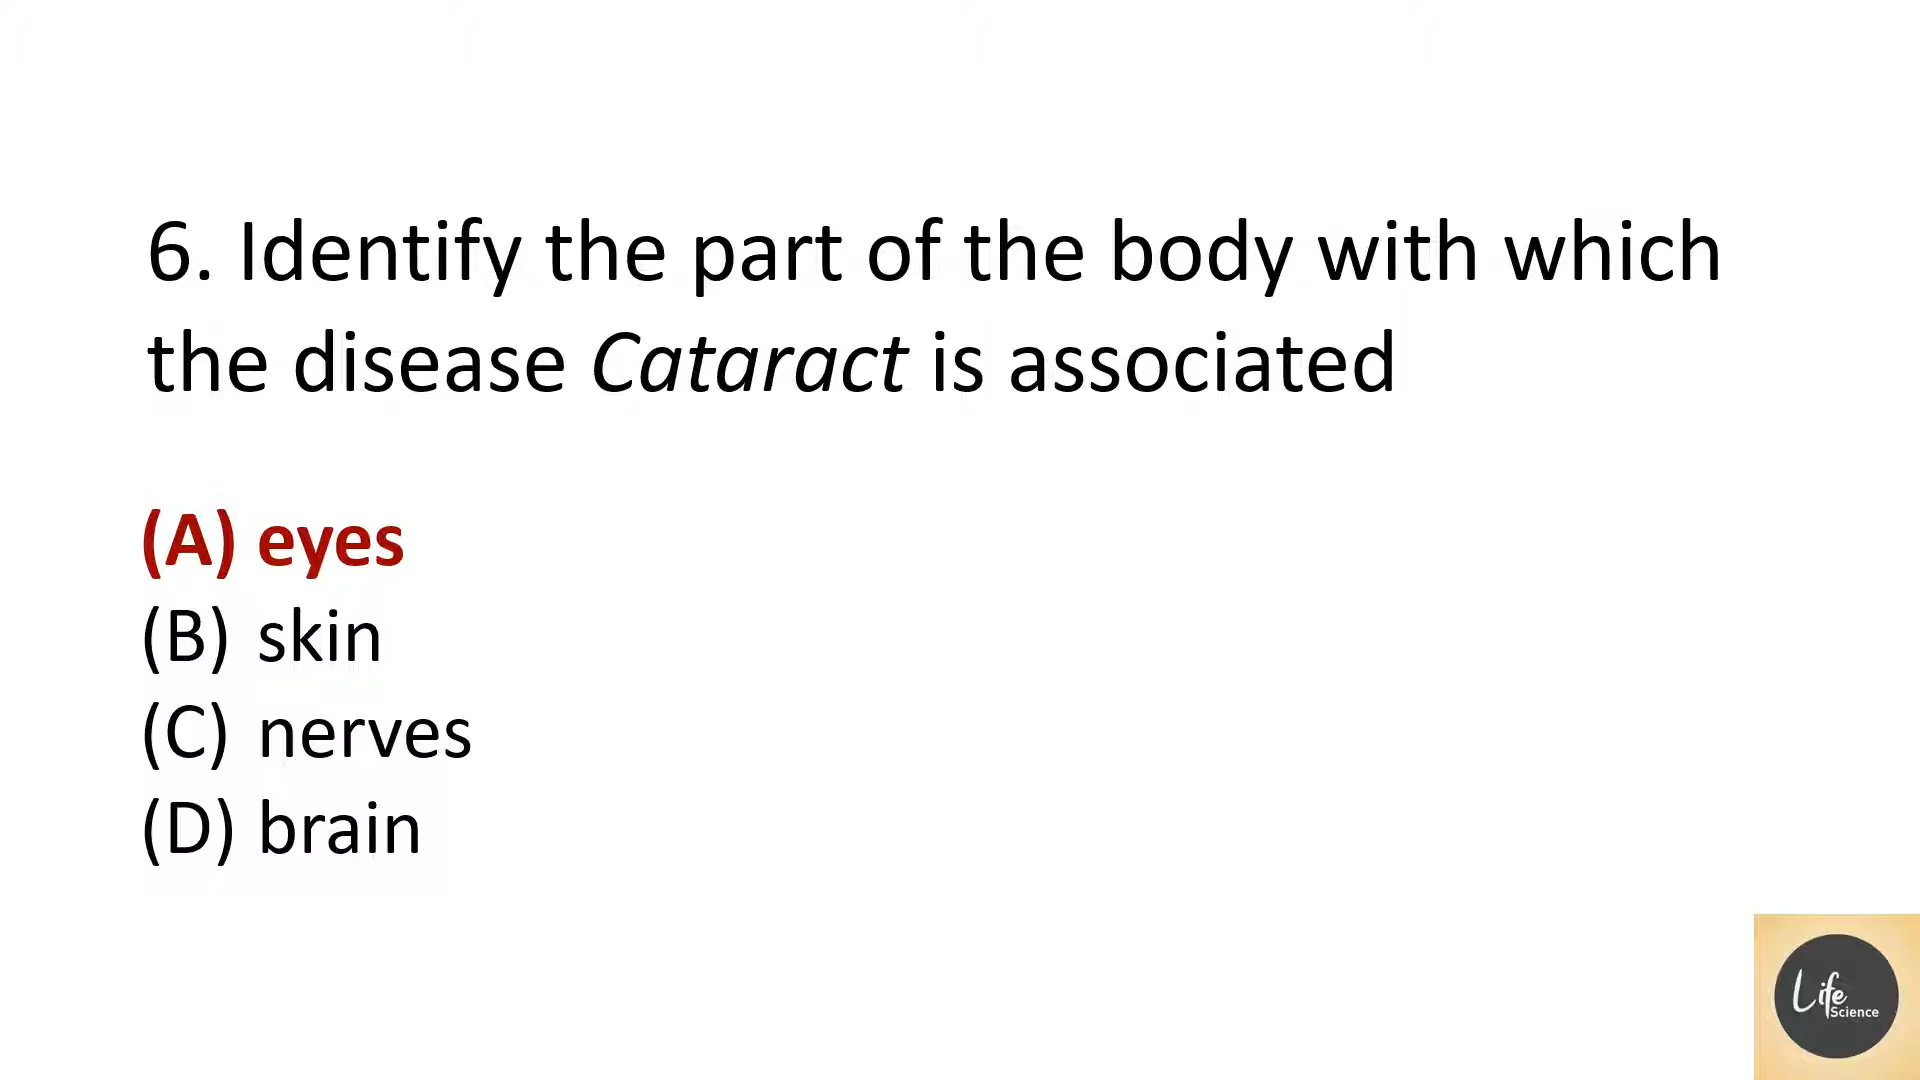 6. Identify the part of the body with which
the disease Cataract is associated
(A) eyes
(B) skin
(C) nerves
(D) brain
Life
Science